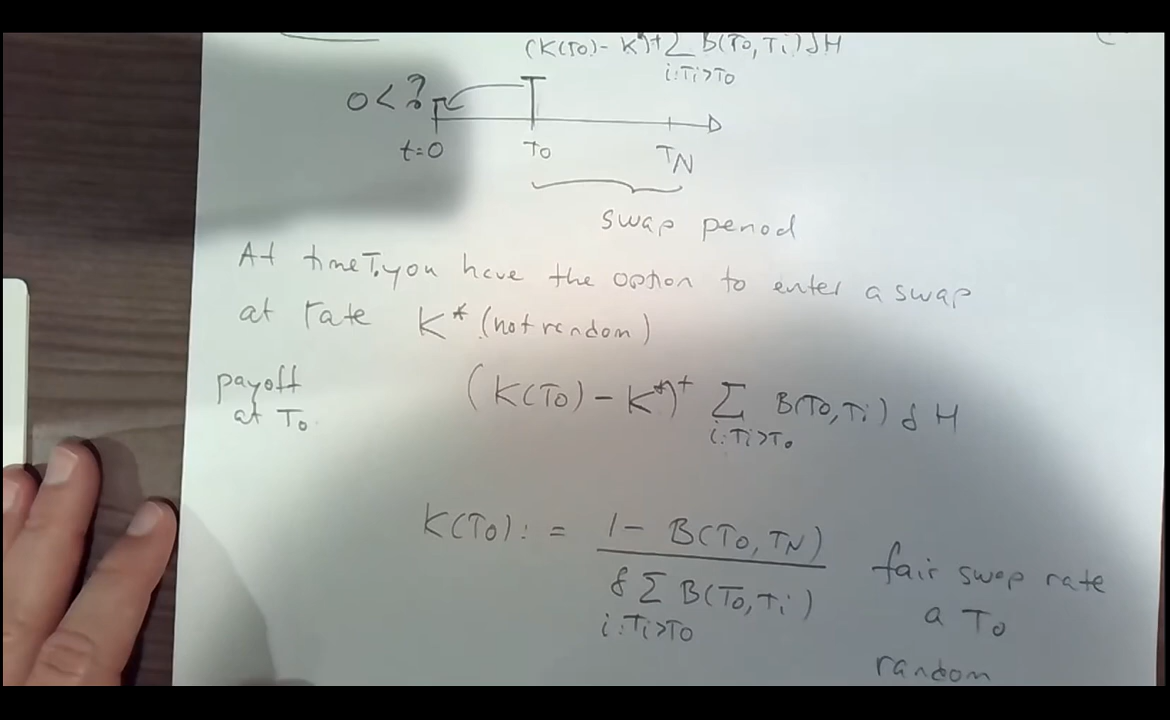 (K(T0) - K*)+ Σ B(T0, Ti) δ H
i:Ti>T0
0 < ?
t=0 T0 TN
swap period
At time T0 you have the option to enter a swap
at rate K* (not random)
payoff (K(T0) - K*)+ Σ B(T0, Ti) δ H
at T0 i:Ti>T0
K(T0) := 1 - B(T0, TN) fair swap rate
δ Σ B(T0, Ti) a T0
i:Ti>T0
random